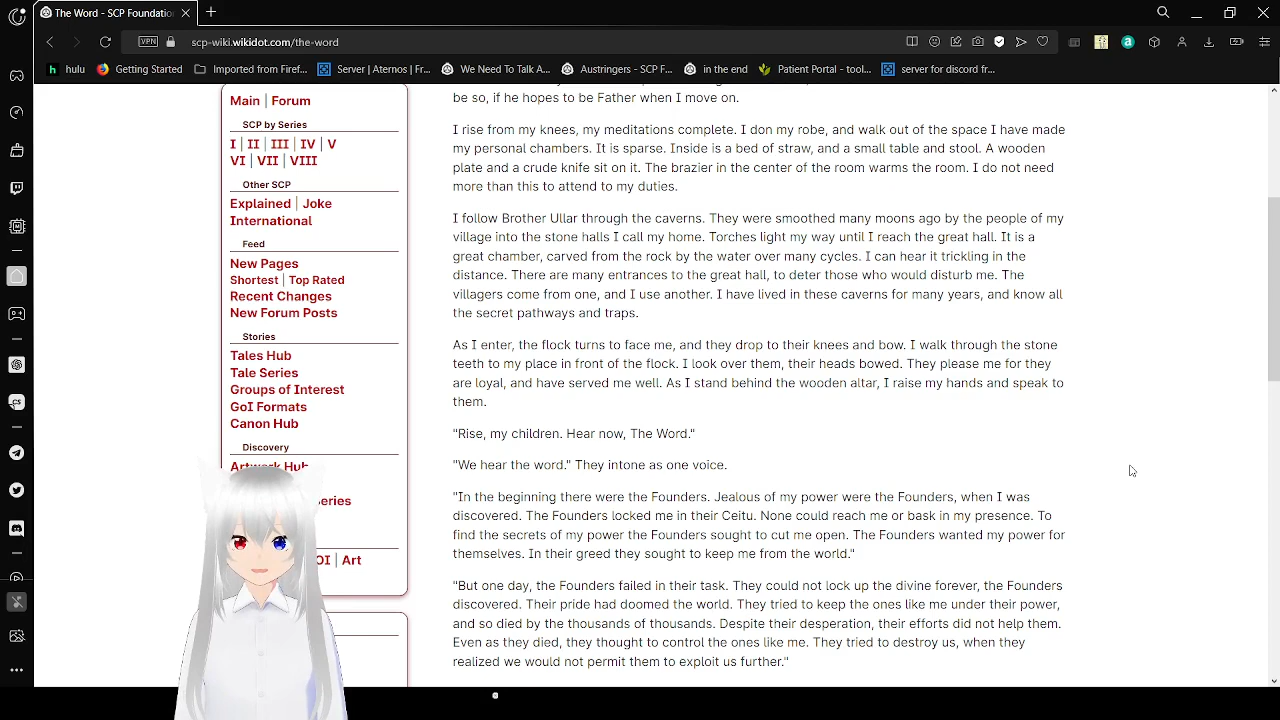 The Word - SCP Foundatio
scp-wiki.wikidot.com/the-word
VPN
hulu
Getting Started
Imported from Firef...
Server | Aternos | Fr...
We Need To Talk A...
Austringers - SCP F...
in the end
Patient Portal - tool...
server for discord fr...
Main | Forum
SCP by Series
I | II | III | IV | V
VI | VII | VIII
Other SCP
Explained | Joke
International
Feed
New Pages
Shortest | Top Rated
Recent Changes
New Forum Posts
Stories
Tales Hub
Tale Series
Groups of Interest
GoI Formats
Canon Hub
Discovery
Artwork Hub
Series
OI | Art
be so, if he hopes to be Father when I move on.
I rise from my knees, my meditations complete. I don my robe, and walk out of the space I have made
my personal chambers. It is sparse. Inside is a bed of straw, and a small table and stool. A wooden
plate and a crude knife sit on it. The brazier in the center of the room warms the room. I do not need
more than this to attend to my duties.
I follow Brother Ullar through the caverns. They were smoothed many moons ago by the people of my
village into the stone halls I call my home. Torches light my way until I reach the great hall. It is a
great chamber, carved from the rock by the water over many cycles. I can hear it trickling in the
distance. There are many entrances to the great hall, to deter those who would disturb me. The
villagers come from one, and I use another. I have lived in these caverns for many years, and know all
the secret pathways and traps.
As I enter, the flock turns to face me, and they drop to their knees and bow. I walk through the stone
teeth to my place in front of the flock. I look over them, their heads bowed. They please me for they
are loyal, and have served me well. As I stand behind the wooden altar, I raise my hands and speak to
them.
"Rise, my children. Hear now, The Word."
"We hear the word." They intone as one voice.
"In the beginning there were the Founders. Jealous of my power were the Founders, when I was
discovered. The Founders locked me in their Ceitu. None could reach me or bask in my presence. To
find the secrets of my power the Founders sought to cut me open. The Founders wanted my power for
themselves. In their greed they sought to keep me from the world."
"But one day, the Founders failed in their task. They could not lock up the divine forever, the Founders
discovered. Their pride had doomed the world. They tried to keep the ones like me under their power,
and so died by the thousands of thousands. Despite their desperation, their efforts did not help them.
Even as they died, they thought to control the ones like me. They tried to destroy us, when they
realized we would not permit them to exploit us further."